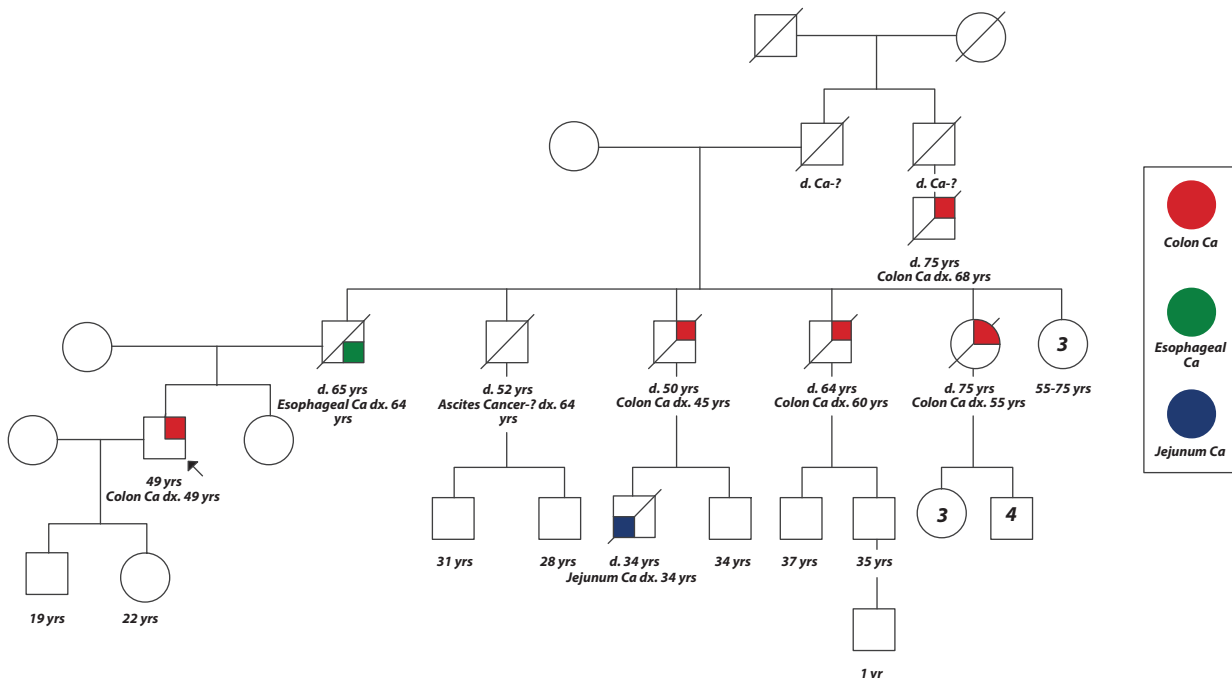 d. Ca-?
d. Ca-?
d. 75 yrs
Colon Ca dx. 68 yrs
Colon Ca
Esophageal
Ca
Jejunum Ca
d. 65 yrs
Esophageal Ca dx. 64
yrs
d. 52 yrs
Ascites Cancer-? dx. 64
yrs
d. 50 yrs
Colon Ca dx. 45 yrs
d. 64 yrs
Colon Ca dx. 60 yrs
d. 75 yrs
Colon Ca dx. 55 yrs
3
55-75 yrs
49 yrs
Colon Ca dx. 49 yrs
31 yrs
28 yrs
d. 34 yrs
Jejunum Ca dx. 34 yrs
34 yrs
37 yrs
35 yrs
3
4
19 yrs
22 yrs
1 yr